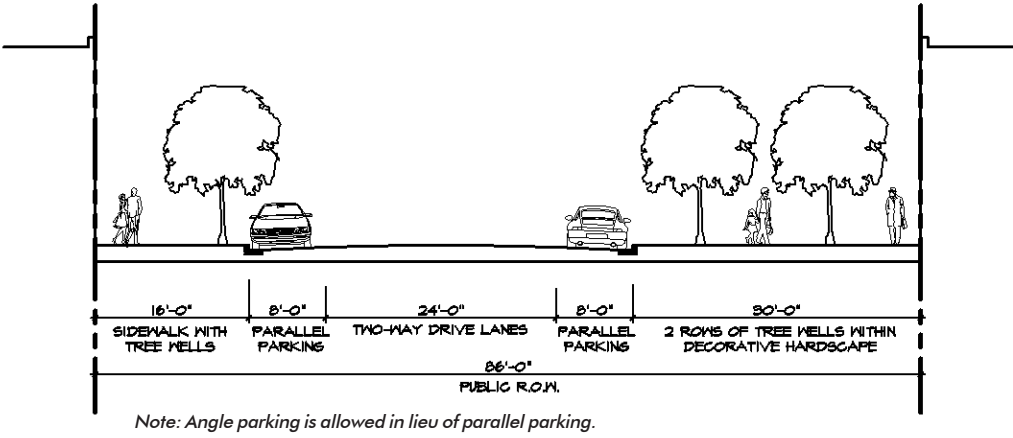 16'-0" 8'-0" 24'-0" 8'-0" 30'-0"
SIDEWALK WITH PARALLEL TWO-WAY DRIVE LANES PARALLEL 2 ROWS OF TREE WELLS WITHIN
TREE WELLS PARKING PARKING DECORATIVE HARDSCAPE
86'-0"
PUBLIC R.O.W.
Note: Angle parking is allowed in lieu of parallel parking.